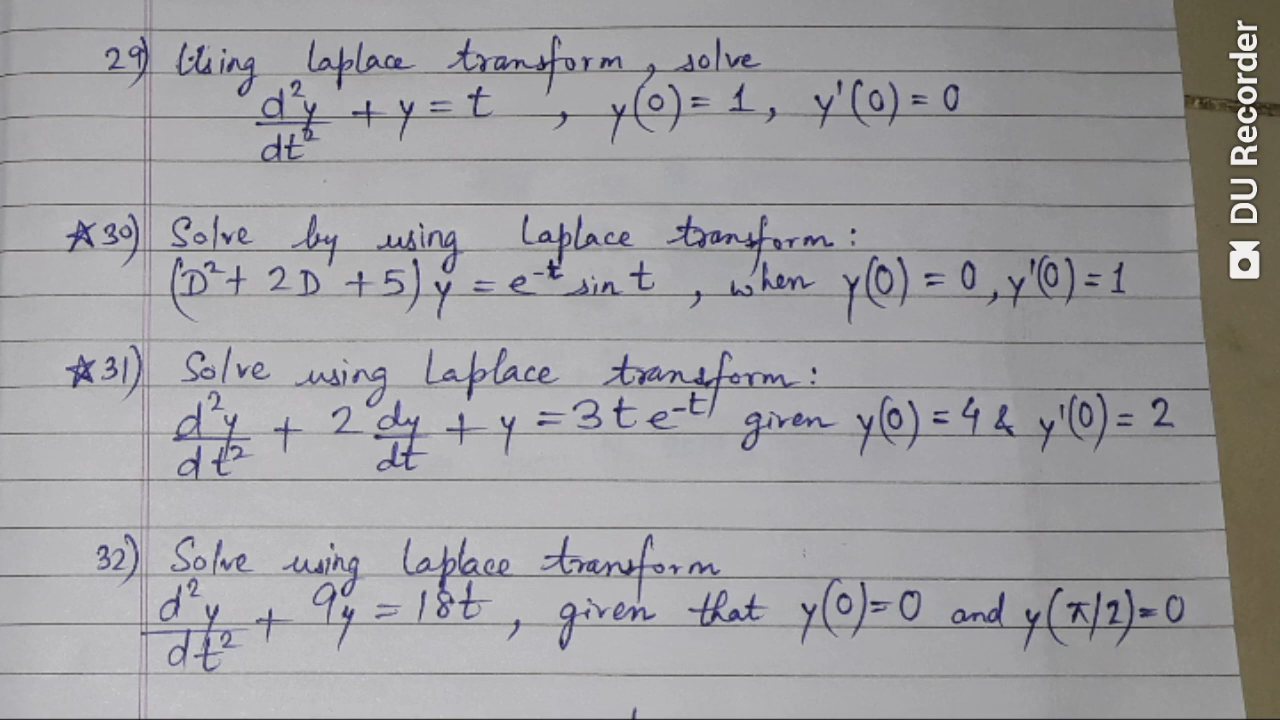 29) Using laplace transform, solve
d²y/dt² + y = t , y(0) = 1, y'(0) = 0
☆30) Solve by using Laplace transform:
(D² + 2D + 5) y = e⁻ᵗ sin t , when y(0) = 0, y'(0) = 1
☆31) Solve using Laplace transform:
d²y/dt² + 2 dy/dt + y = 3 t e⁻ᵗ given y(0) = 4 & y'(0) = 2
32) Solve using laplace transform
d²y/dt² + 9y = 18t , given that y(0)=0 and y(π/2)=0
DU Recorder